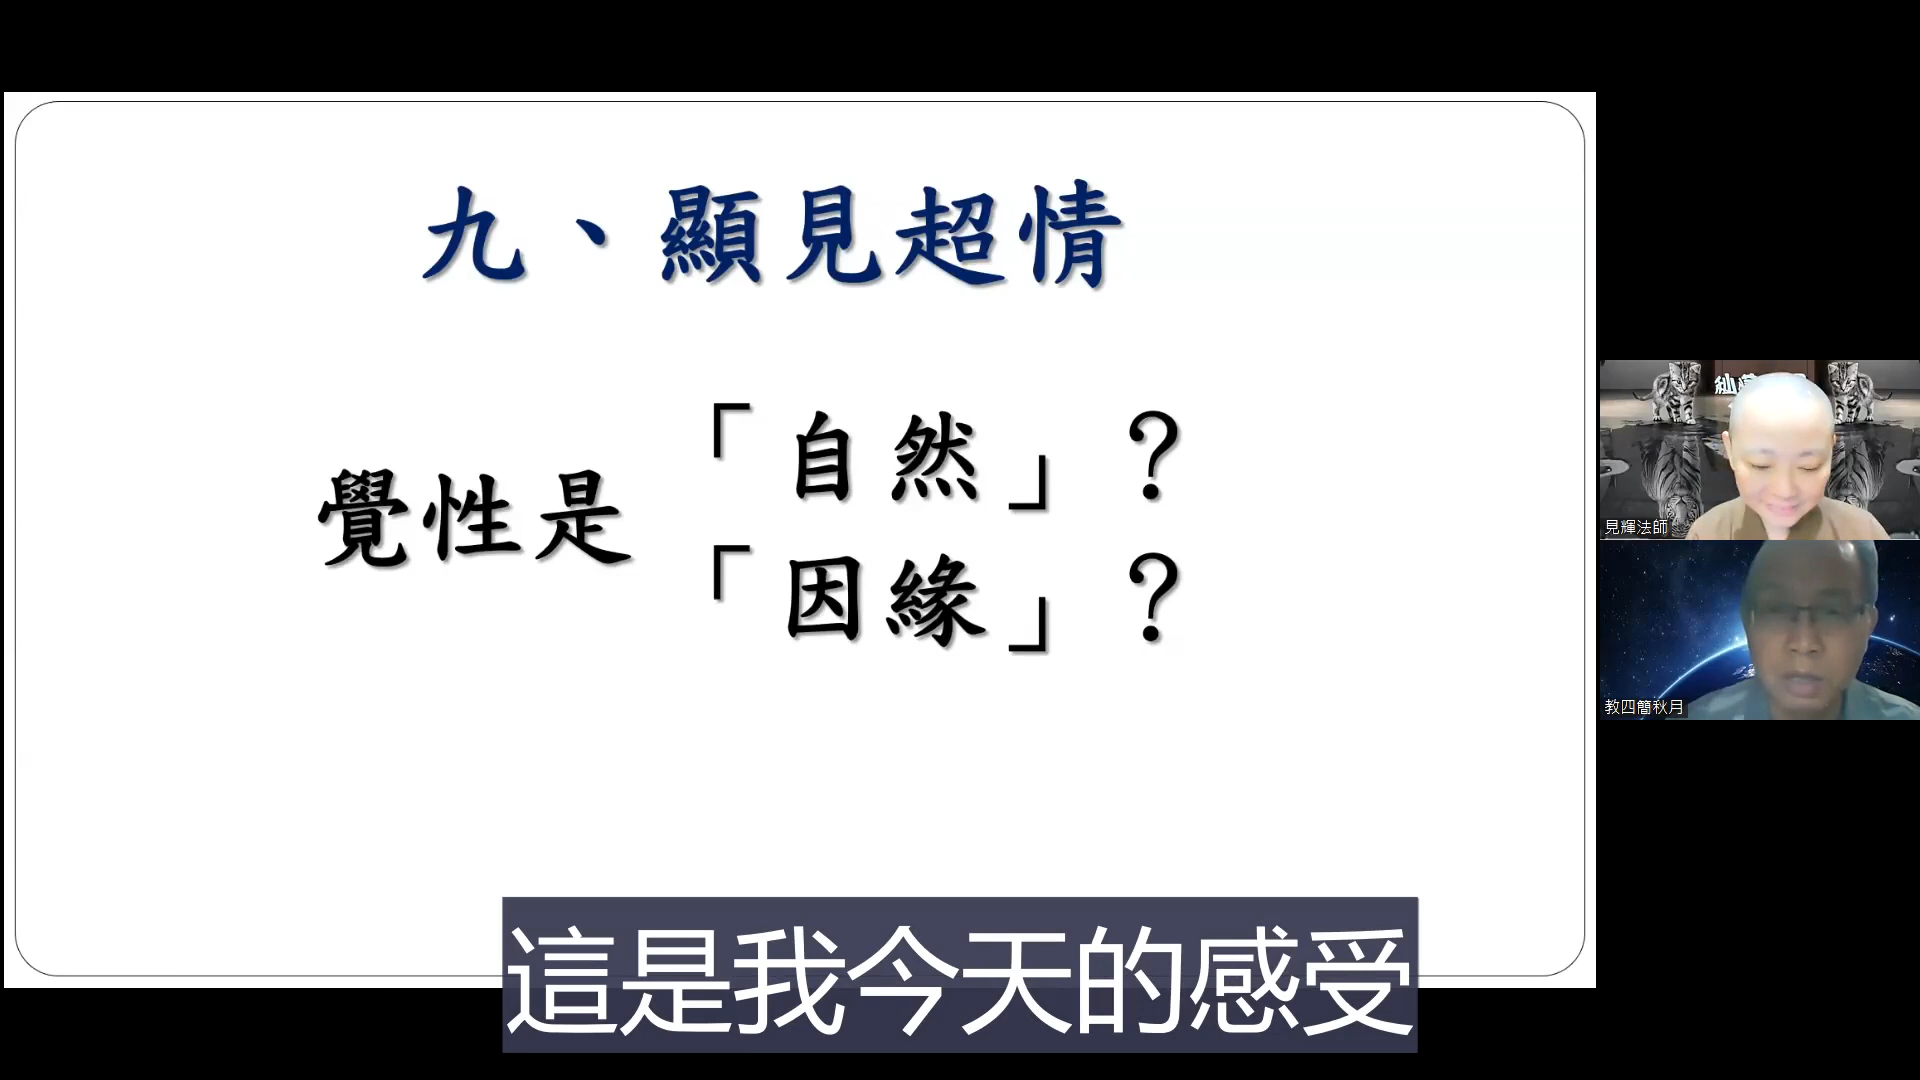 九、顯見超情
覺性是
「自然」？
「因緣」？
見輝法師
教四簡秋月
這是我今天的感受